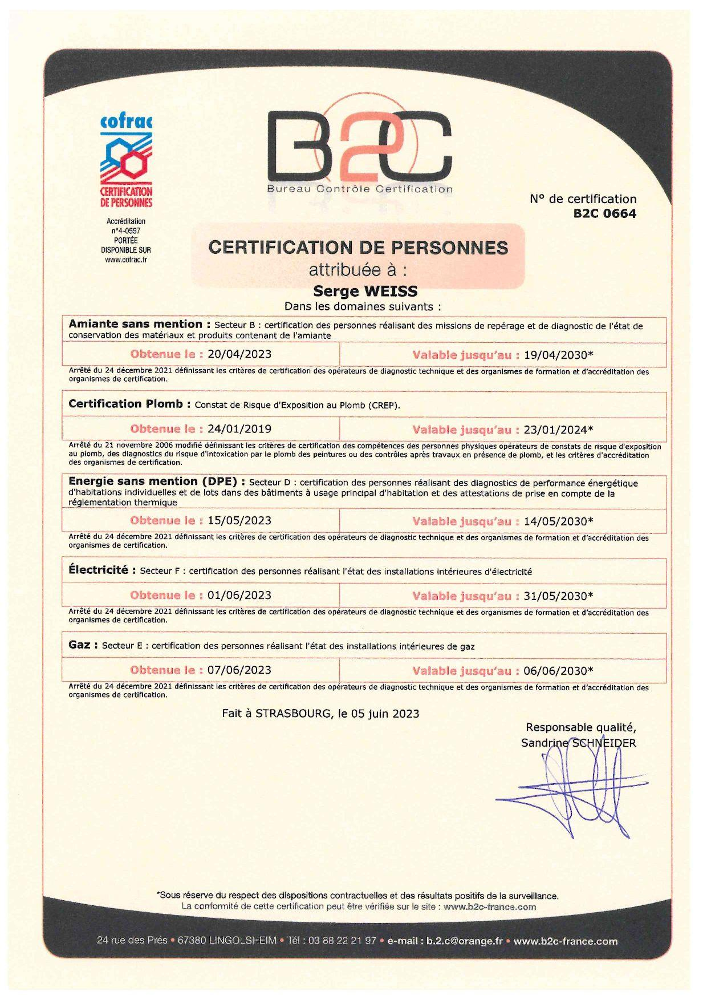 cofrac
CERTIFICATION
DE PERSONNES
Accréditation
n°4-0557
PORTÉE
DISPONIBLE SUR
www.cofrac.fr
B2C
Bureau Contrôle Certification
N° de certification
B2C 0664
CERTIFICATION DE PERSONNES
attribuée à :
Serge WEISS
Dans les domaines suivants :
Amiante sans mention : Secteur B : certification des personnes réalisant des missions de repérage et de diagnostic de l'état de
conservation des matériaux et produits contenant de l'amiante
Obtenue le : 20/04/2023 Valable jusqu'au : 19/04/2030*
Arrêté du 24 décembre 2021 définissant les critères de certification des opérateurs de diagnostic technique et des organismes de formation et d'accréditation des
organismes de certification.
Certification Plomb : Constat de Risque d'Exposition au Plomb (CREP).
Obtenue le : 24/01/2019 Valable jusqu'au : 23/01/2024*
Arrêté du 21 novembre 2006 modifié définissant les critères de certification des compétences des personnes physiques opérateurs de constats de risque d'exposition
au plomb, des diagnostics du risque d'intoxication par le plomb des peintures ou des contrôles après travaux en présence de plomb, et les critères d'accréditation
des organismes de certification.
Energie sans mention (DPE) : Secteur D : certification des personnes réalisant des diagnostics de performance énergétique
d'habitations individuelles et de lots dans des bâtiments à usage principal d'habitation et des attestations de prise en compte de la
réglementation thermique
Obtenue le : 15/05/2023 Valable jusqu'au : 14/05/2030*
Arrêté du 24 décembre 2021 définissant les critères de certification des opérateurs de diagnostic technique et des organismes de formation et d'accréditation des
organismes de certification.
Électricité : Secteur F : certification des personnes réalisant l'état des installations intérieures d'électricité
Obtenue le : 01/06/2023 Valable jusqu'au : 31/05/2030*
Arrêté du 24 décembre 2021 définissant les critères de certification des opérateurs de diagnostic technique et des organismes de formation et d'accréditation des
organismes de certification.
Gaz : Secteur E : certification des personnes réalisant l'état des installations intérieures de gaz
Obtenue le : 07/06/2023 Valable jusqu'au : 06/06/2030*
Arrêté du 24 décembre 2021 définissant les critères de certification des opérateurs de diagnostic technique et des organismes de formation et d'accréditation des
organismes de certification.
Fait à STRASBOURG, le 05 juin 2023
Responsable qualité,
Sandrine SCHNEIDER
*Sous réserve du respect des dispositions contractuelles et des résultats positifs de la surveillance.
La conformité de cette certification peut être vérifiée sur le site : www.b2c-france.com
24 rue des Prés • 67380 LINGOLSHEIM • Tél : 03 88 22 21 97 • e-mail : b.2.c@orange.fr • www.b2c-france.com